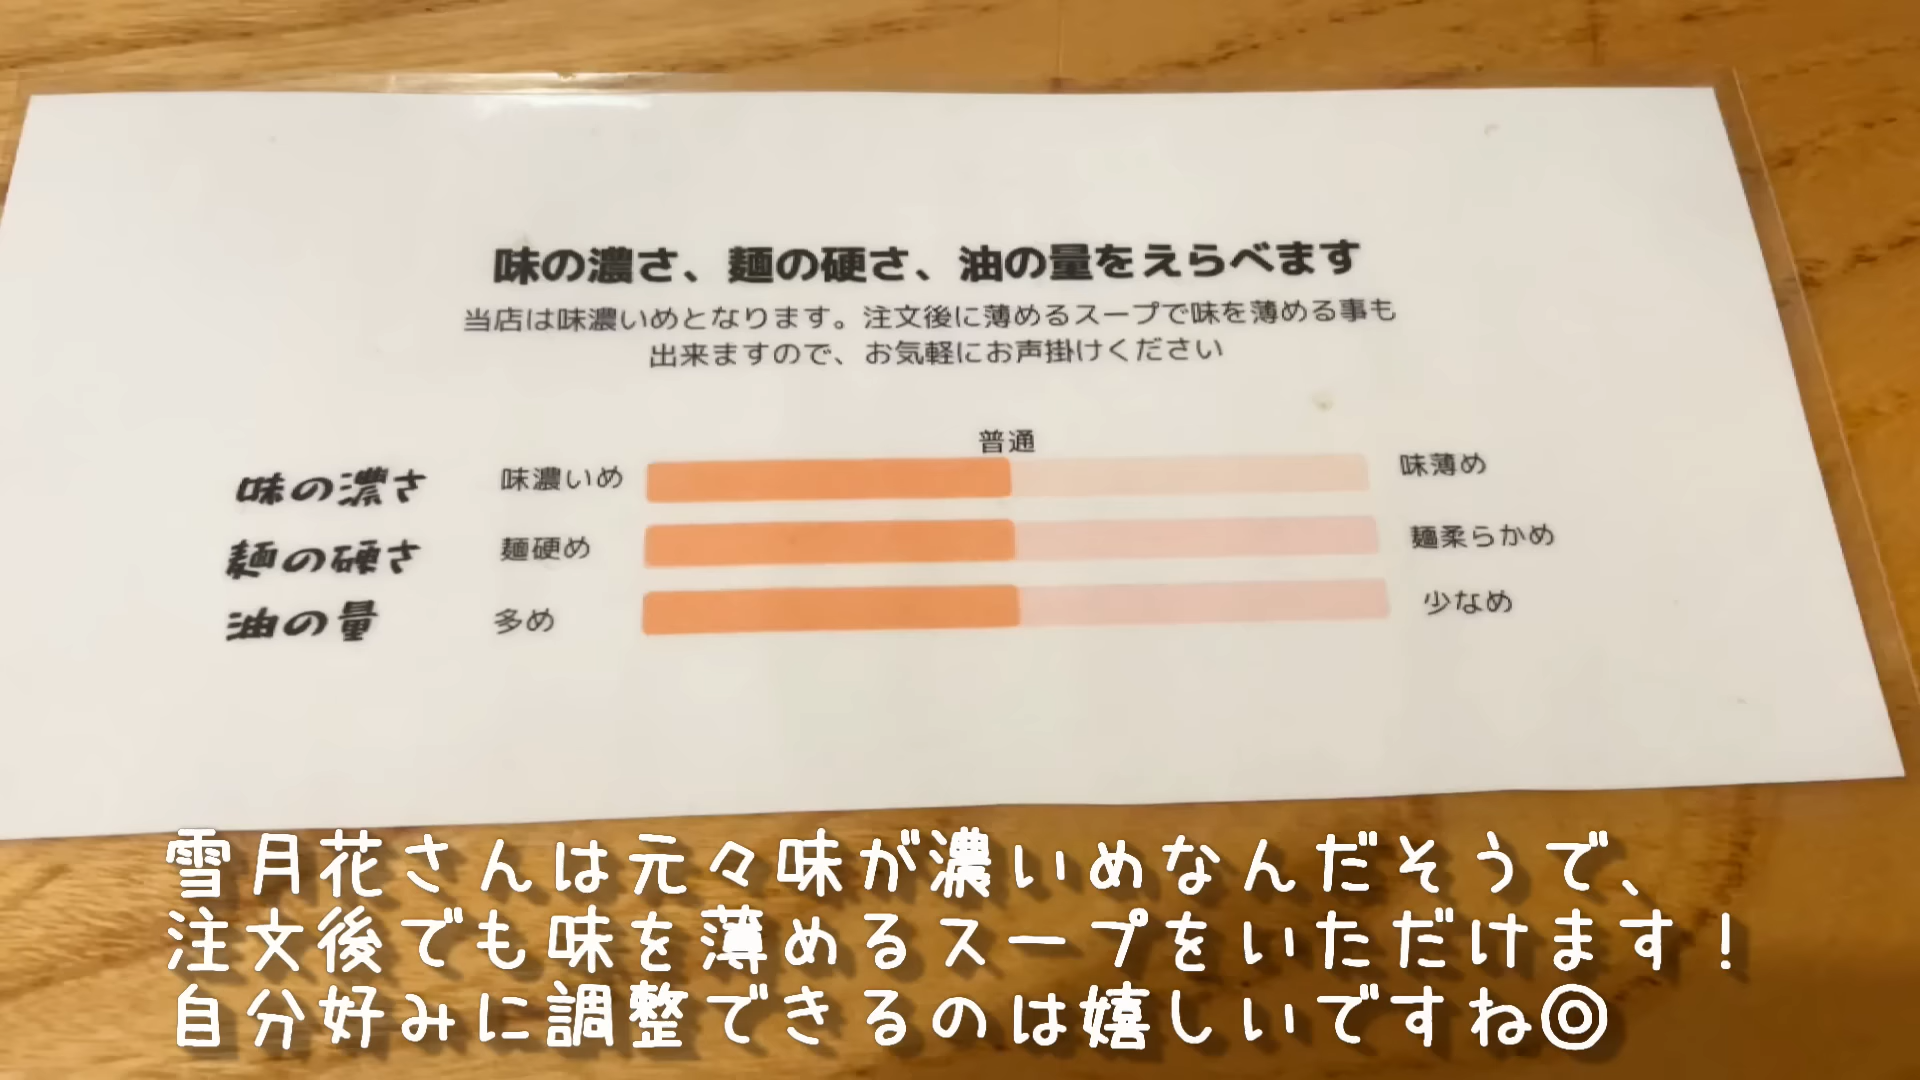 味の濃さ、麺の硬さ、油の量をえらべます
当店は味濃いめとなります。注文後に薄めるスープで味を薄める事も
出来ますので、お気軽にお声掛けください
普通
味の濃さ 味濃いめ 味薄め
麺の硬さ 麺硬め 麺柔らかめ
油の量 多め 少なめ
雪月花さんは元々味が濃いめなんだそうで、
注文後でも味を薄めるスープをいただけます！
自分好みに調整できるのは嬉しいですね◎